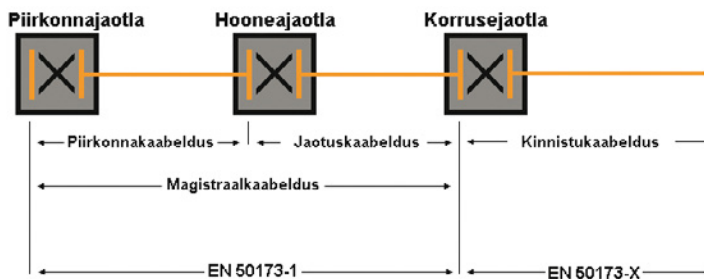 Piirkonnajaotla Hooneajaotla Korrusejaotla
Piirkonnakaabeldus Jaotuskaabeldus Kinnistukaabeldus
Magistraalkaabeldus
EN 50173-1 EN 50173-X